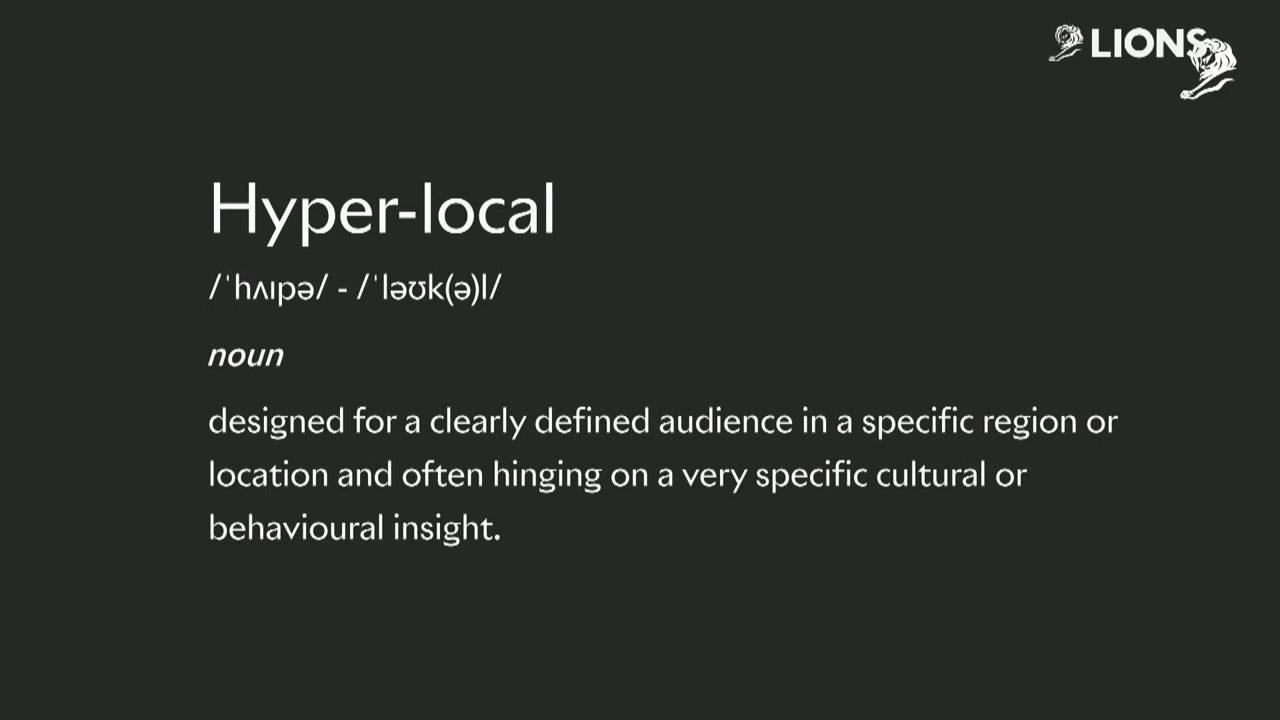 LIONS
Hyper-local
/ˈhʌɪpə/ - /ˈləʊk(ə)l/
noun
designed for a clearly defined audience in a specific region or
location and often hinging on a very specific cultural or
behavioural insight.